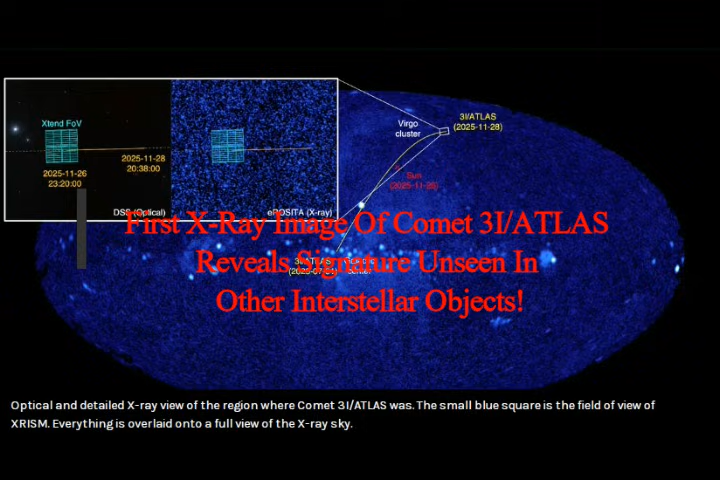 Xtend FoV
2025-11-26
23:20:00
2025-11-28
20:38:00
DSS (Optical)
eROSITA (X-ray)
Virgo
cluster
3I/ATLAS
(2025-11-28)
Sun
First X-Ray Image Of Comet 3I/ATLAS
Reveals Signature Unseen In
Other Interstellar Objects!
Optical and detailed X-ray view of the region where Comet 3I/ATLAS was. The small blue square is the field of view of
XRISM. Everything is overlaid onto a full view of the X-ray sky.